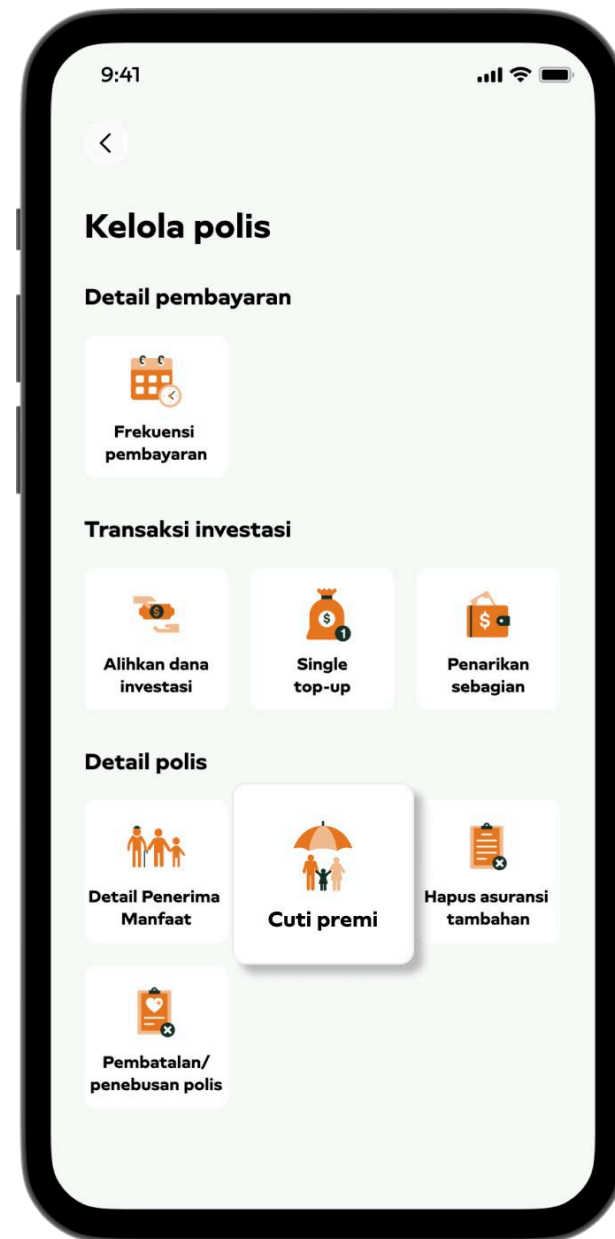 9:41
Kelola polis
Detail pembayaran
Frekuensi
pembayaran
Transaksi investasi
Alihkan dana
investasi
Single
top-up
Penarikan
sebagian
Detail polis
Detail Penerima
Manfaat
Cuti premi
Hapus asuransi
tambahan
Pembatalan/
penebusan polis